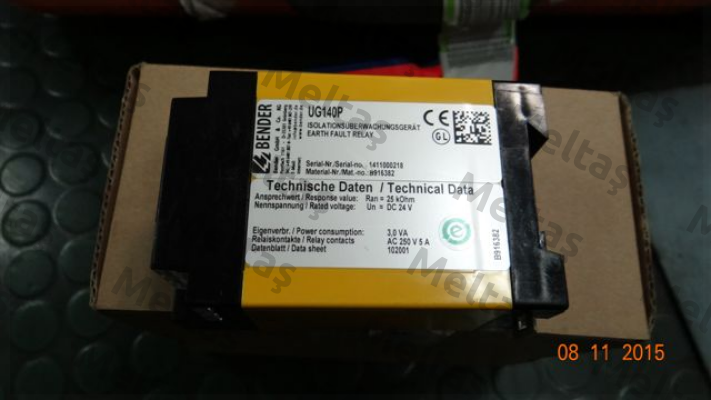 BENDER
UG140P
ISOLATIONSÜBERWACHUNGSGERÄT
EARTH FAULT RELAY
CE
GL
Serial-Nr./Serial-no.: 1411000218
Material-Nr./Mat.-no.: B916382
Technische Daten / Technical Data
Ansprechwert / Response value: Ran = 25 kOhm
Nennspannung / Rated voltage: Un = DC 24 V
Eigenverbr. / Power consumption: 3,0 VA
Relaiskontakte / Relay contacts AC 250 V 5 A
Datenblatt / Data sheet 102001
B916382
Meltaş
08 11 2015